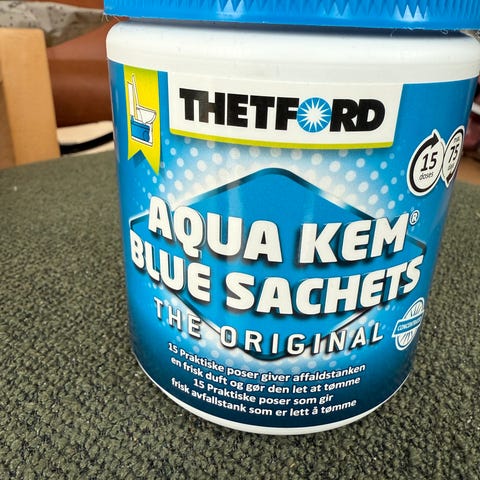 THETFORD
15
doses
75
AQUA KEM®
BLUE SACHETS
THE ORIGINAL
15 Praktiske poser giver affaldstanken
en frisk duft og gør den let at tømme
15 Praktiske poser som gir
frisk avfallstank som er lett å tømme